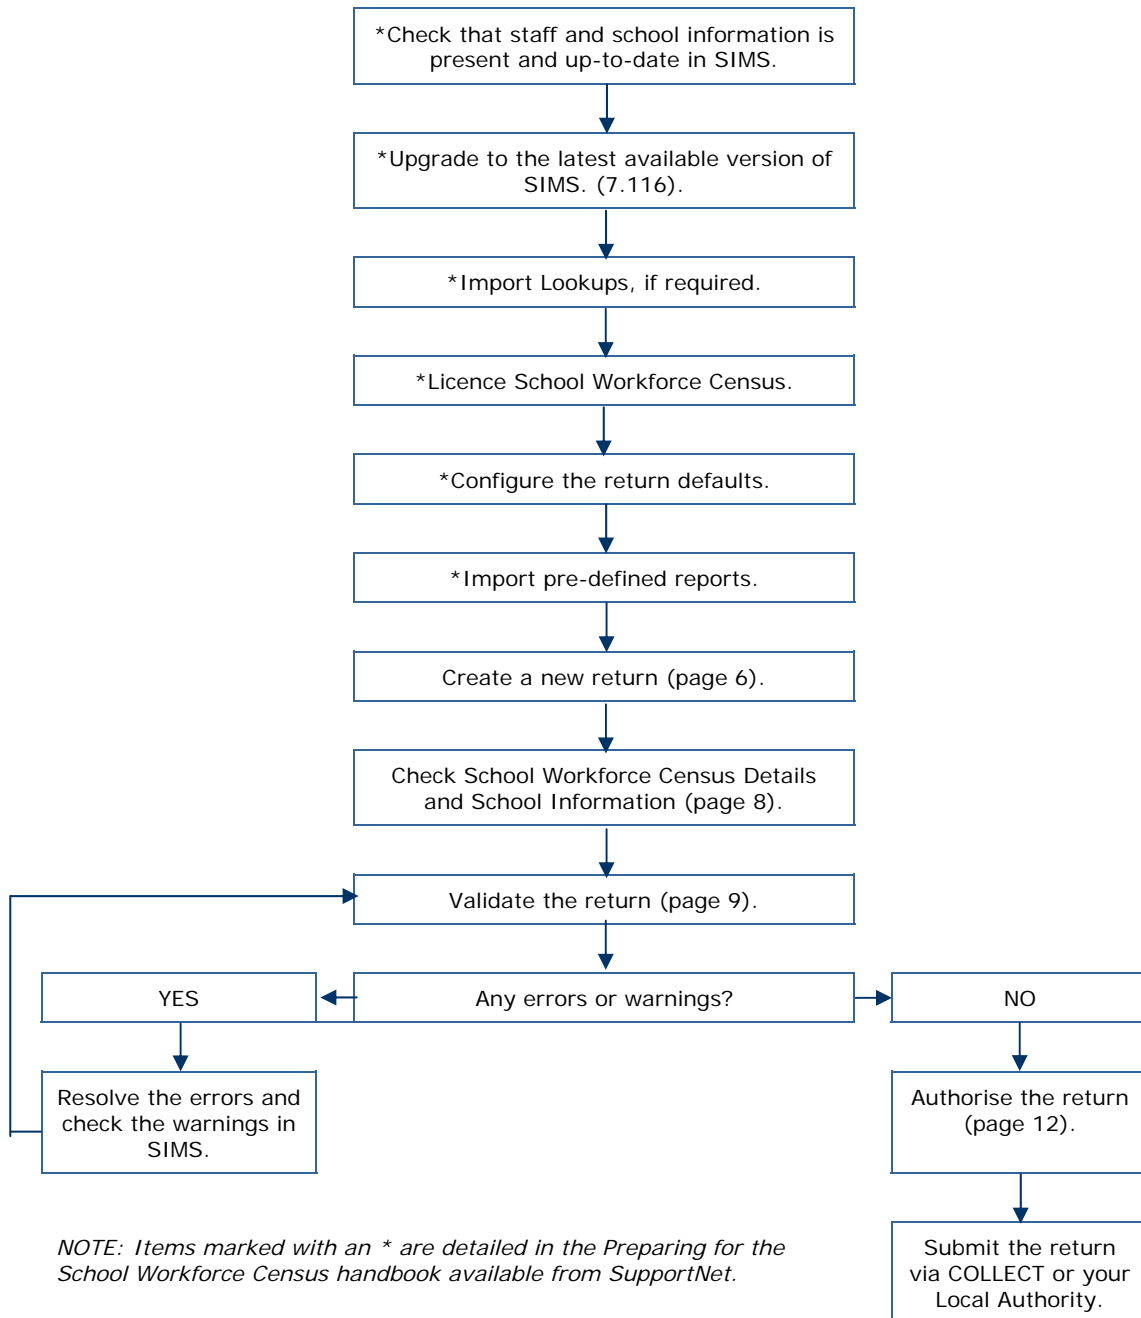 *Check that staff and school information is
present and up-to-date in SIMS.
*Upgrade to the latest available version of
SIMS. (7.116).
*Import Lookups, if required.
*Licence School Workforce Census.
*Configure the return defaults.
*Import pre-defined reports.
Create a new return (page 6).
Check School Workforce Census Details
and School Information (page 8).
Validate the return (page 9).
YES
Any errors or warnings?
NO
Resolve the errors and
check the warnings in
SIMS.
Authorise the return
(page 12).
NOTE: Items marked with an * are detailed in the Preparing for the
School Workforce Census handbook available from SupportNet.
Submit the return
via COLLECT or your
Local Authority.